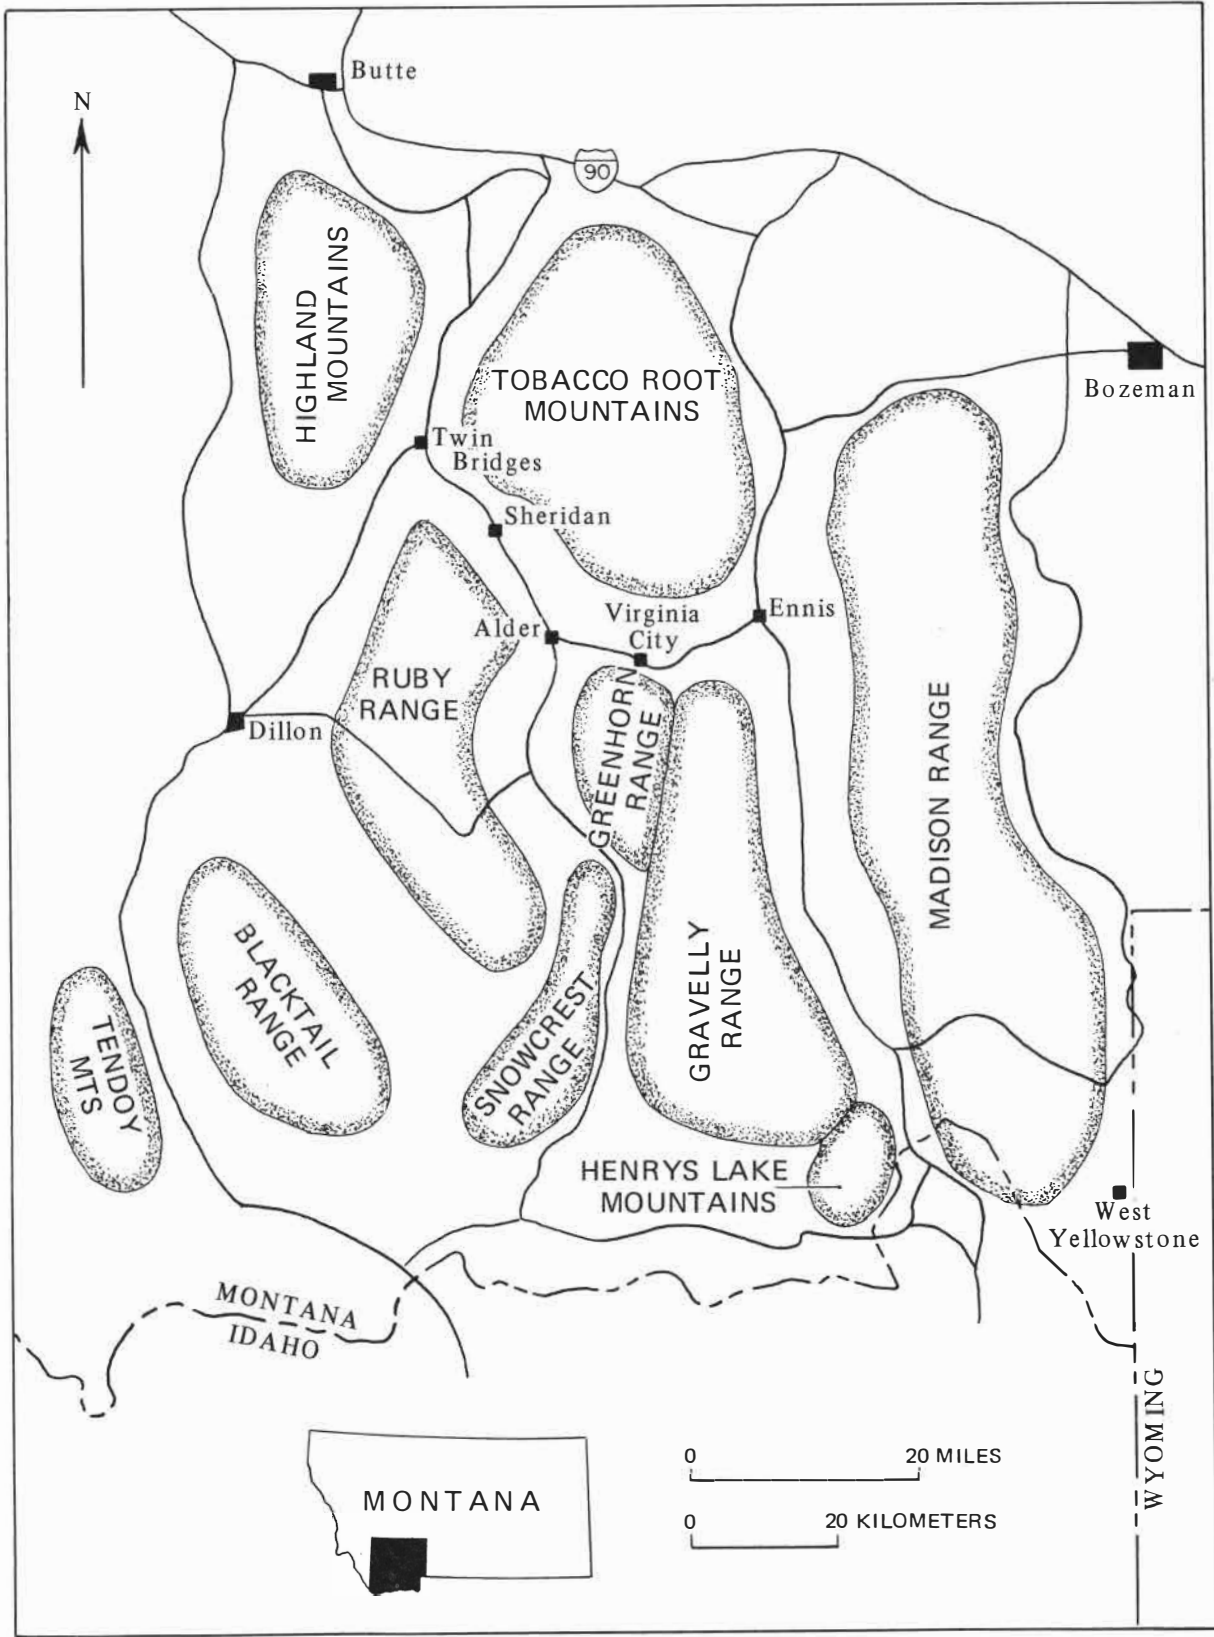 Butte
N
90
HIGHLAND
MOUNTAINS
TOBACCO ROOT
MOUNTAINS
Bozeman
Twin
Bridges
Sheridan
Virginia
City
Ennis
Alder
RUBY
RANGE
Dillon
GREENHORN
RANGE
MADISON RANGE
BLACKTAIL
RANGE
GRAVELLY
RANGE
TENDOY
MTS
SNOWCREST
RANGE
HENRYS LAKE
MOUNTAINS
West
Yellowstone
MONTANA
IDAHO
WYOMING
MONTANA
0 20 MILES
0 20 KILOMETERS